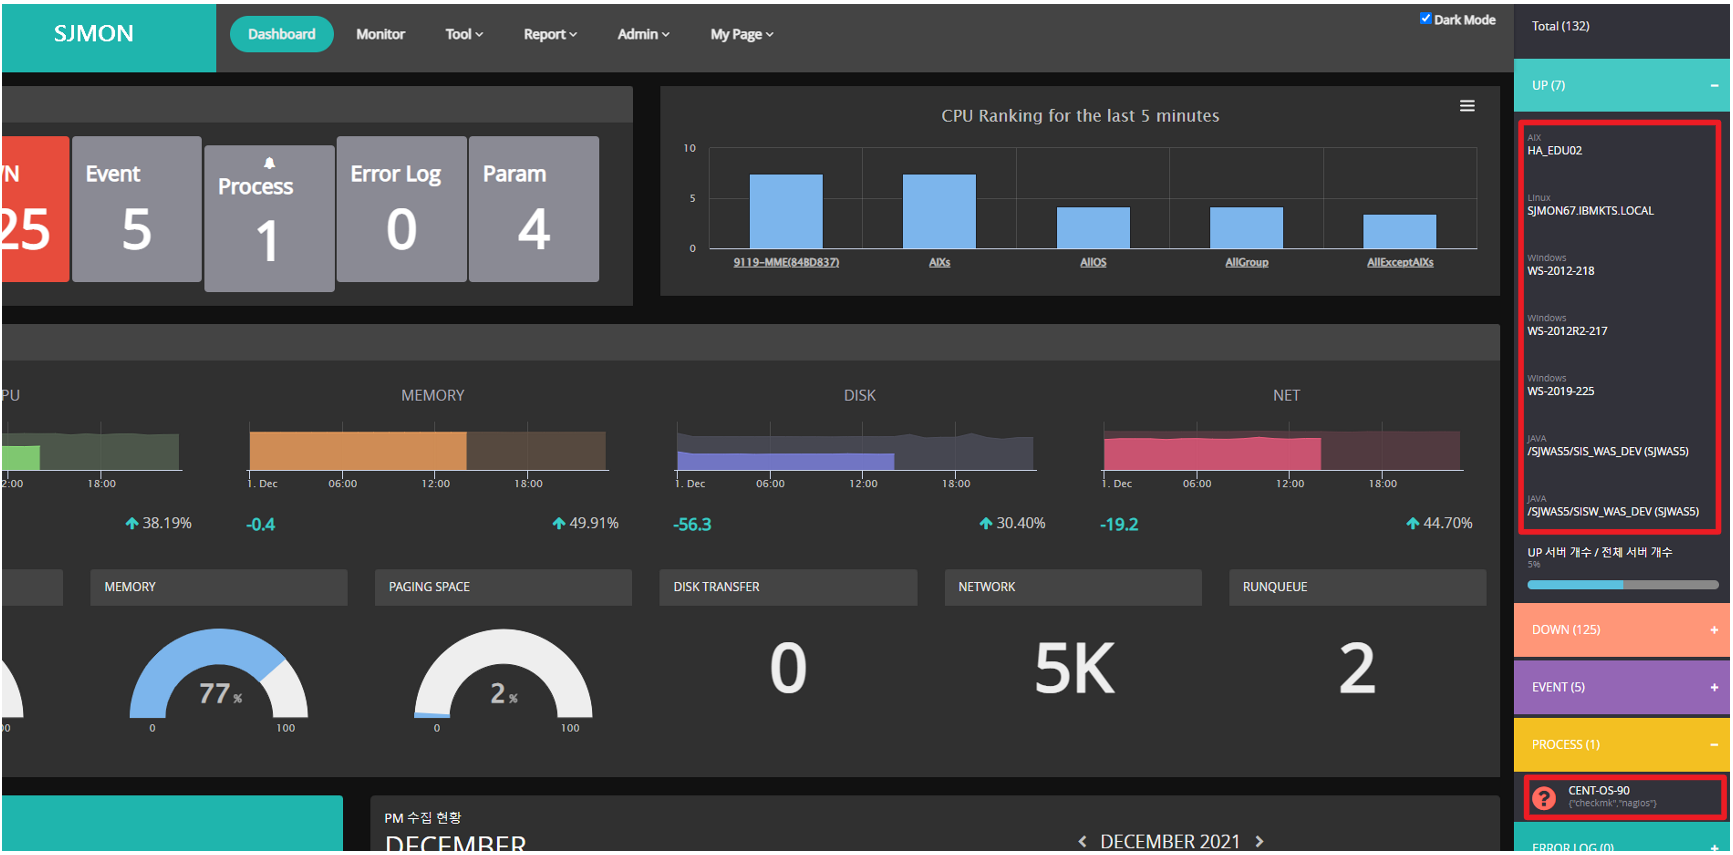 SJMON
Dashboard
Monitor
Tool
Report
Admin
My Page
Dark Mode
Total (132)
UP (7)
AIX
HA_EDU02
Linux
SJMON67.IBMKTS.LOCAL
Windows
WS-2012-218
Windows
WS-2012R2-217
Windows
WS-2019-225
JAVA
/SJWAS5/SIS_WAS_DEV (SJWAS5)
JAVA
/SJWAS5/SISW_WAS_DEV (SJWAS5)
UP 서버 개수 / 전체 서버 개수
5%
DOWN (125)
EVENT (5)
PROCESS (1)
CENT-OS-90
{"checkmk","nagios"}
ERROR LOG (0)
25
Event
5
Process
1
Error Log
0
Param
4
CPU Ranking for the last 5 minutes
10
5
0
9119-MME(84BD837)
AIXs
AllOS
AllGroup
AllExceptAIXs
PU
2:00
18:00
38.19%
MEMORY
1. Dec
06:00
12:00
18:00
-0.4
49.91%
DISK
1. Dec
06:00
12:00
18:00
-56.3
30.40%
NET
1. Dec
06:00
12:00
18:00
-19.2
44.70%
MEMORY
77%
0
100
PAGING SPACE
2%
0
100
DISK TRANSFER
0
NETWORK
5K
RUNQUEUE
2
PM 수집 현황
DECEMBER
DECEMBER 2021